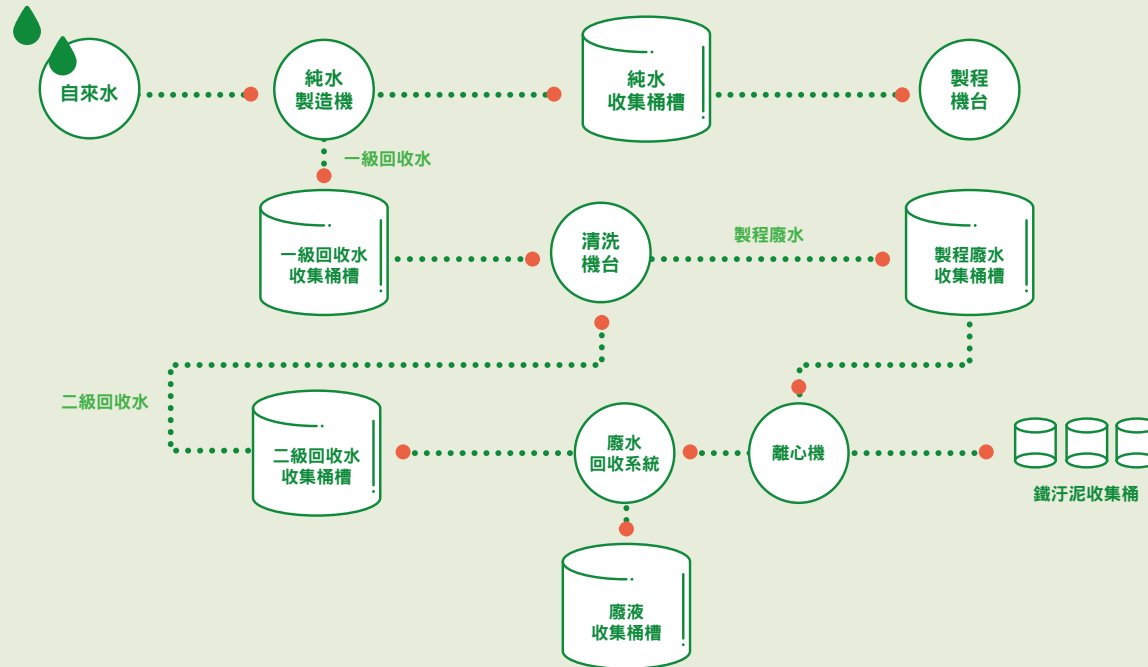 自來水
純水
製造機
純水
收集桶槽
製程
機台
一級回收水
一級回收水
收集桶槽
清洗
機台
製程廢水
製程廢水
收集桶槽
二級回收水
二級回收水
收集桶槽
廢水
回收系統
離心機
鐵汙泥收集桶
廢液
收集桶槽